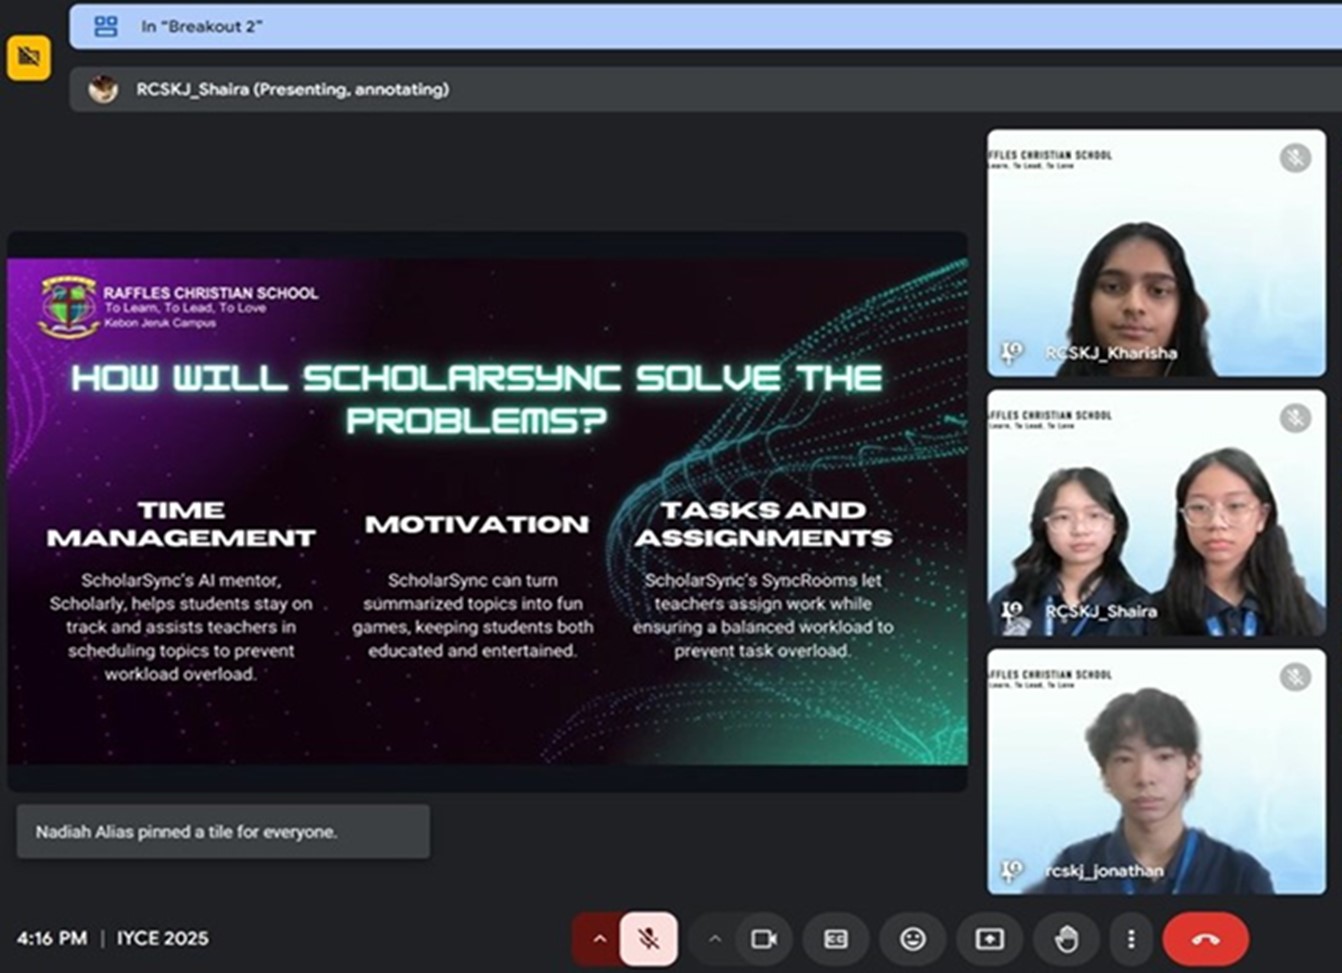 In "Breakout 2"
RCSKJ_Shaira (Presenting, annotating)
RAFFLES CHRISTIAN SCHOOL
To Learn, To Lead, To Love
Kebon Jeruk Campus
HOW WILL SCHOLARSYNC SOLVE THE
PROBLEMS?
TIME
MANAGEMENT
ScholarSync's AI mentor,
Scholarly, helps students stay on
track and assists teachers in
scheduling topics to prevent
workload overload.
MOTIVATION
ScholarSync can turn
summarized topics into fun
games, keeping students both
educated and entertained.
TASKS AND
ASSIGNMENTS
ScholarSync's SyncRooms let
teachers assign work while
ensuring a balanced workload to
prevent task overload.
FFLES CHRISTIAN SCHOOL
Learn, To Lead, To Love
RCSKJ_Kharisha
FFLES CHRISTIAN SCHOOL
Learn, To Lead, To Love
RCSKJ_Shaira
FFLES CHRISTIAN SCHOOL
Learn, To Lead, To Love
rcskj_jonathan
Nadiah Alias pinned a tile for everyone.
4:16 PM | IYCE 2025
CC